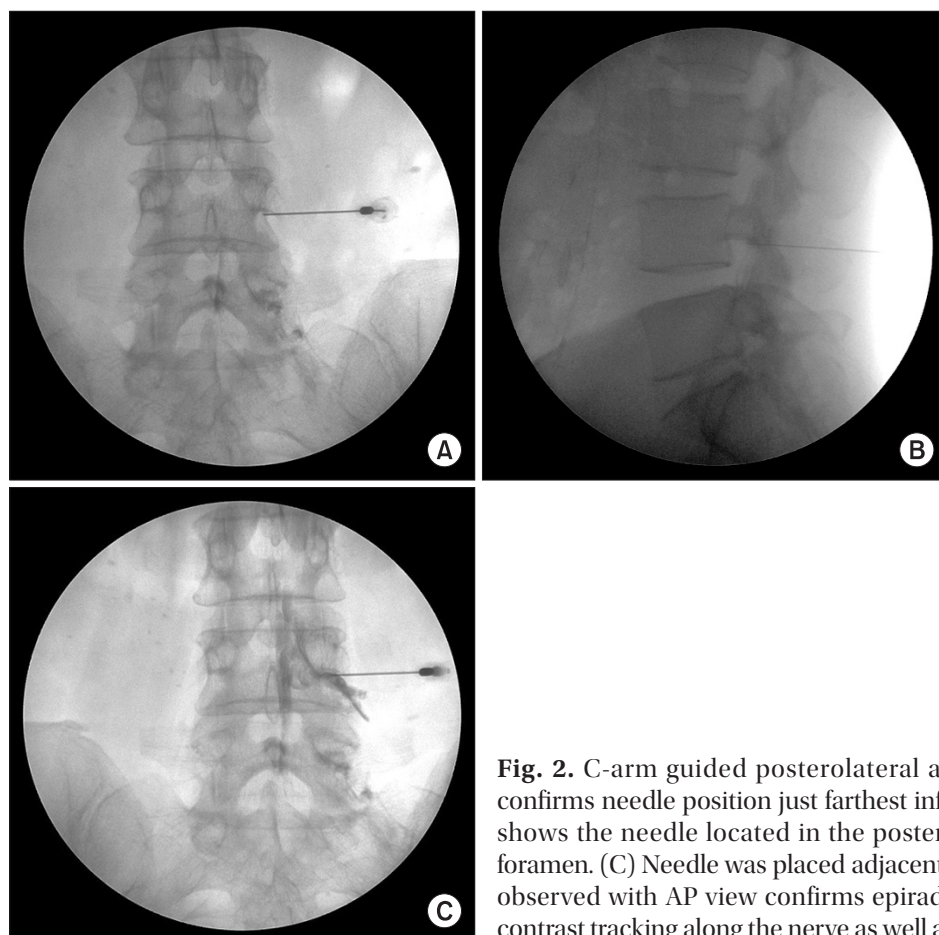 A
B
C
Fig. 2. C-arm guided posterolateral a
confirms needle position just farthest inf
shows the needle located in the poster
foramen. (C) Needle was placed adjacent
observed with AP view confirms epirad
contrast tracking along the nerve as well a